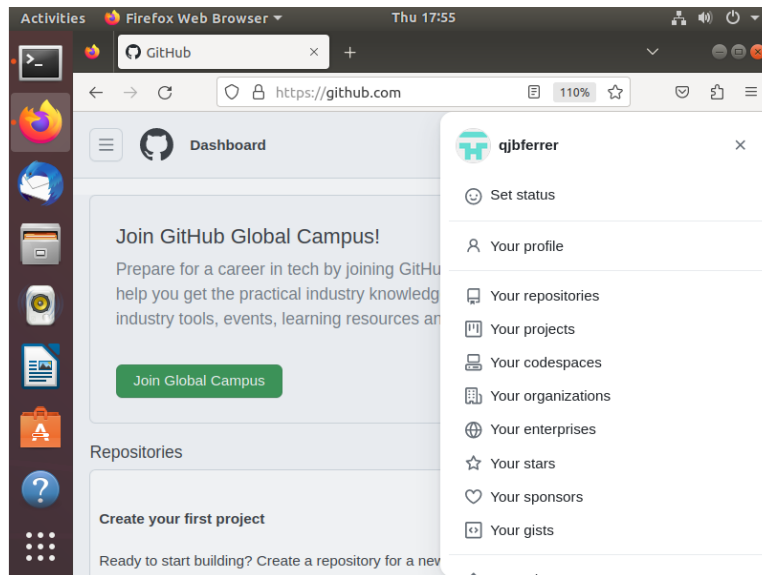 Activities
Firefox Web Browser
Thu 17:55
GitHub
https://github.com
110%
Dashboard
qjbferrer
Set status
Your profile
Your repositories
Your projects
Your codespaces
Your organizations
Your enterprises
Your stars
Your sponsors
Your gists
Join GitHub Global Campus!
Prepare for a career in tech by joining GitHu
help you get the practical industry knowledg
industry tools, events, learning resources an
Join Global Campus
Repositories
Create your first project
Ready to start building? Create a repository for a new